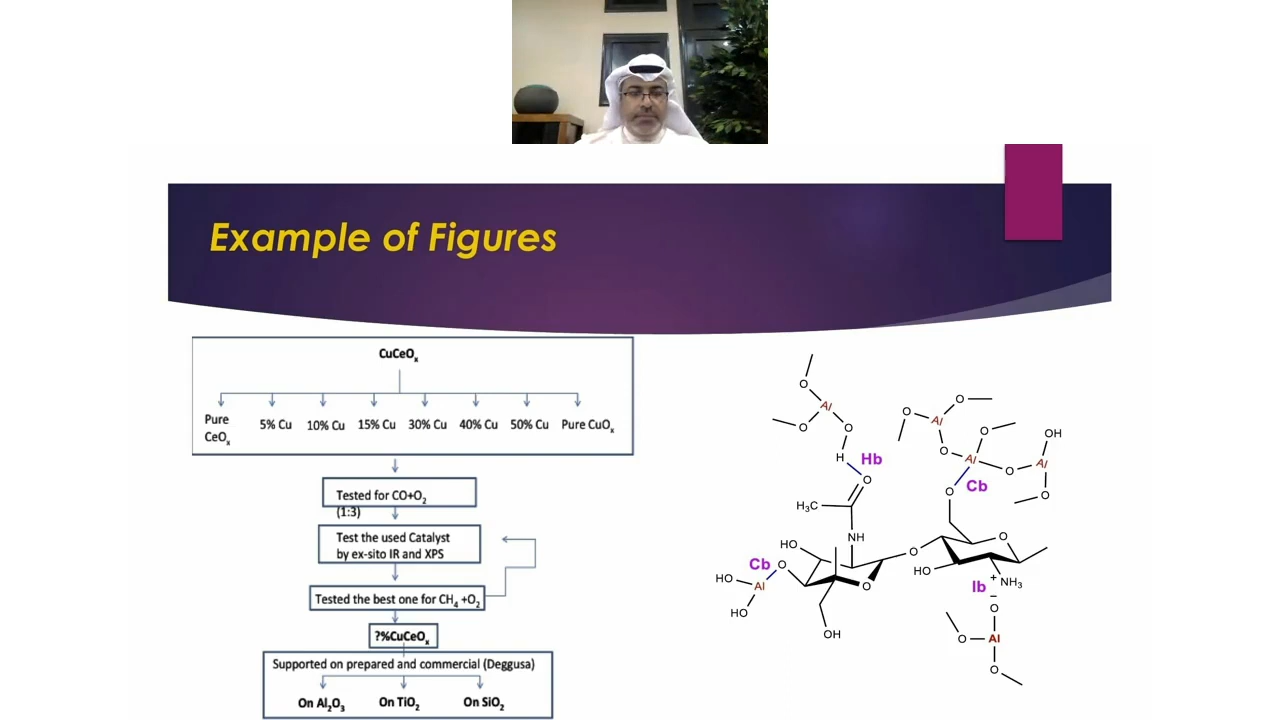 Example of Figures
CuCeOₓ
Pure CeOₓ
5% Cu
10% Cu
15% Cu
30% Cu
40% Cu
50% Cu
Pure CuOₓ
Tested for CO+O₂
(1:3)
Test the used Catalyst
by ex-sito IR and XPS
Tested the best one for CH₄ +O₂
?%CuCeOₓ
Supported on prepared and commercial (Deggusa)
On Al₂O₃
On TiO₂
On SiO₂
O
Al
O
O
H
Hb
O
H₃C
NH
HO
Cb
O
HO
Al
HO
O
OH
O
O
Al
O
O
Al
O
O
OH
Al
O
Cb
O
O
HO
Ib
+
NH₃
−
O
O
Al
O